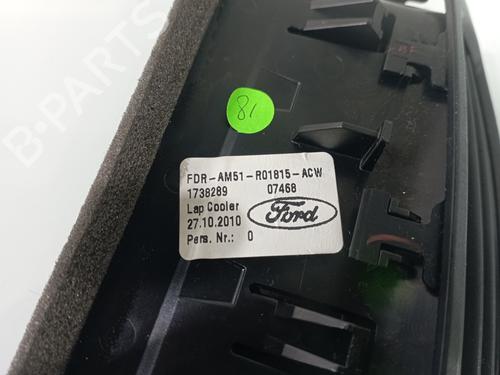 B-PARTS
81
FDR-AM51-R01815-ACW
1738289 07468
Lap Cooler
27.10.2010
Pers. Nr.: 0
Ford